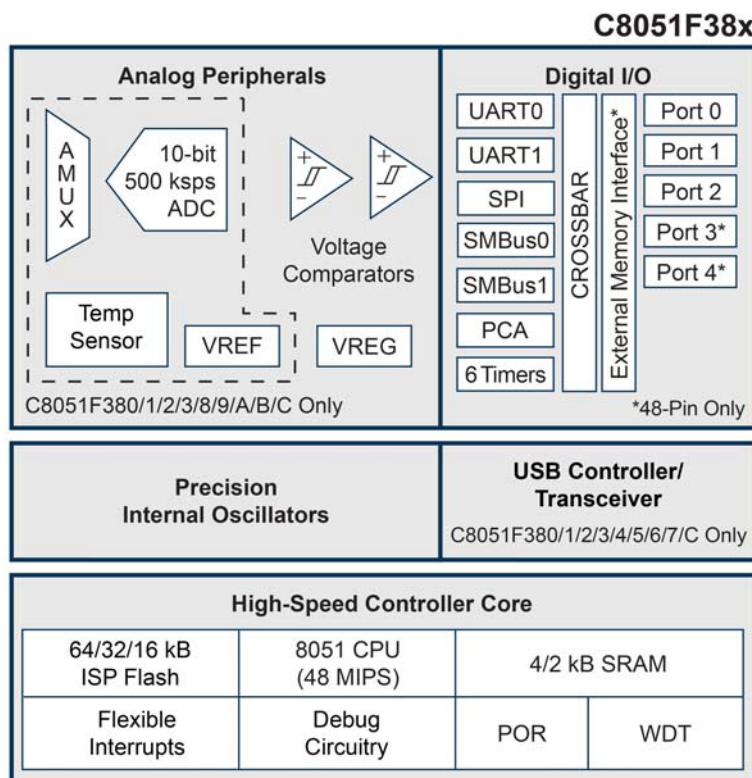 C8051F38x
Analog Peripherals
A
M
U
X
10-bit
500 ksps
ADC
+
−
+
−
Voltage
Comparators
Temp
Sensor
VREF
VREG
C8051F380/1/2/3/8/9/A/B/C Only
Digital I/O
UART0
UART1
SPI
SMBus0
SMBus1
PCA
6 Timers
CROSSBAR
External Memory Interface*
Port 0
Port 1
Port 2
Port 3*
Port 4*
*48-Pin Only
Precision
Internal Oscillators
USB Controller/
Transceiver
C8051F380/1/2/3/4/5/6/7/C Only
High-Speed Controller Core
64/32/16 kB
ISP Flash
8051 CPU
(48 MIPS)
4/2 kB SRAM
Flexible
Interrupts
Debug
Circuitry
POR
WDT